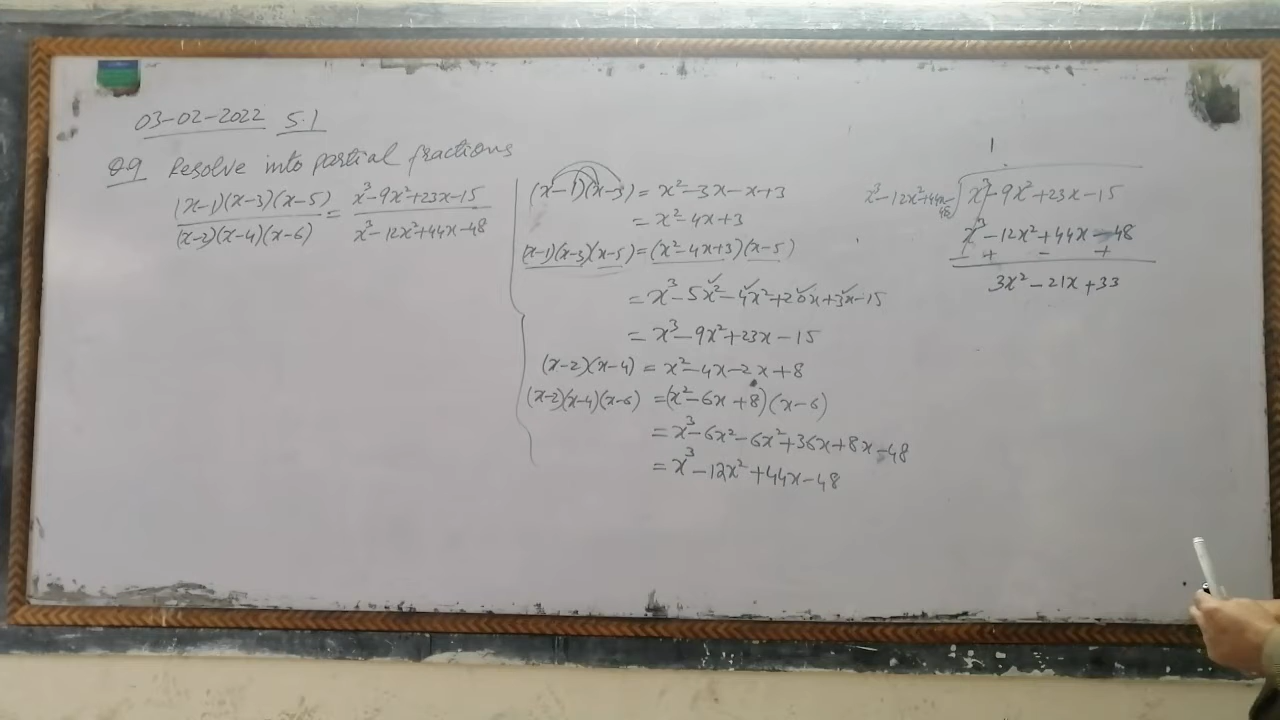 03-02-2022 5.1
Q9 Resolve into partial fractions
(x-1)(x-3)(x-5) / (x-2)(x-4)(x-6) = x³-9x²+23x-15 / x³-12x²+44x-48
(x-1)(x-3) = x²-3x-x+3
= x²-4x+3
(x-1)(x-3)(x-5) = (x²-4x+3)(x-5)
= x³-5x²-4x²+20x+3x-15
= x³-9x²+23x-15
(x-2)(x-4) = x²-4x-2x+8
(x-2)(x-4)(x-6) = (x²-6x+8)(x-6)
= x³-6x²-6x²+36x+8x-48
= x³-12x²+44x-48
1
x³-12x²+44x-48 √ x³-9x²+23x-15
x³-12x²+44x-48
- + - +
3x²-21x+33